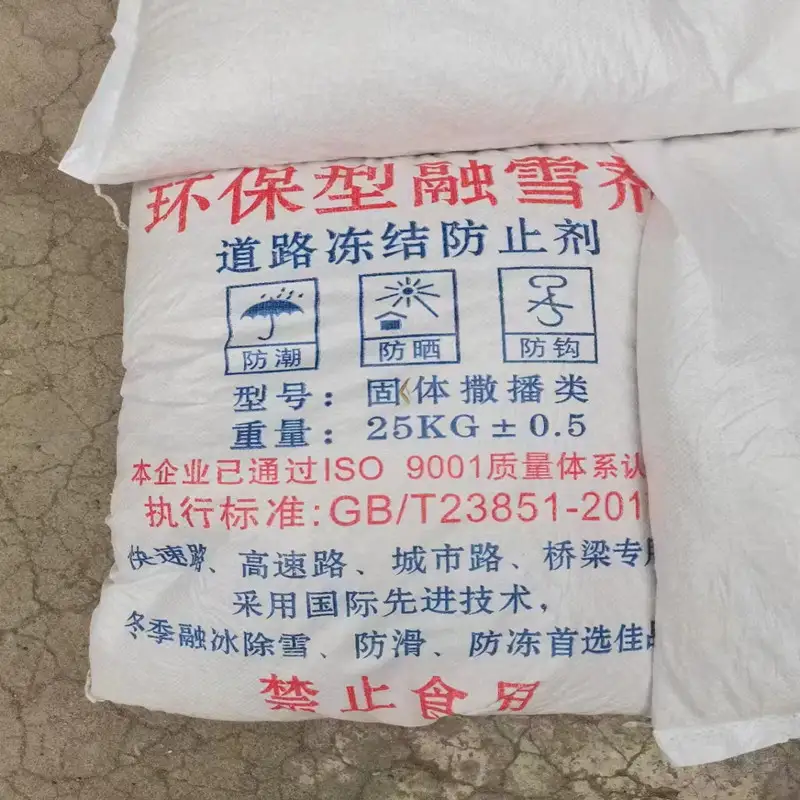 环保型融雪剂
道路冻结防止剂
防潮 防晒 防钩
型号：固体撒播类
重量：25KG±0.5
本企业已通过ISO 9001质量体系认
执行标准:GB/T23851-201
快速路、高速路、城市路、桥梁专用
采用国际先进技术，
冬季融冰除雪、防滑、防冻首选佳品
禁止食用